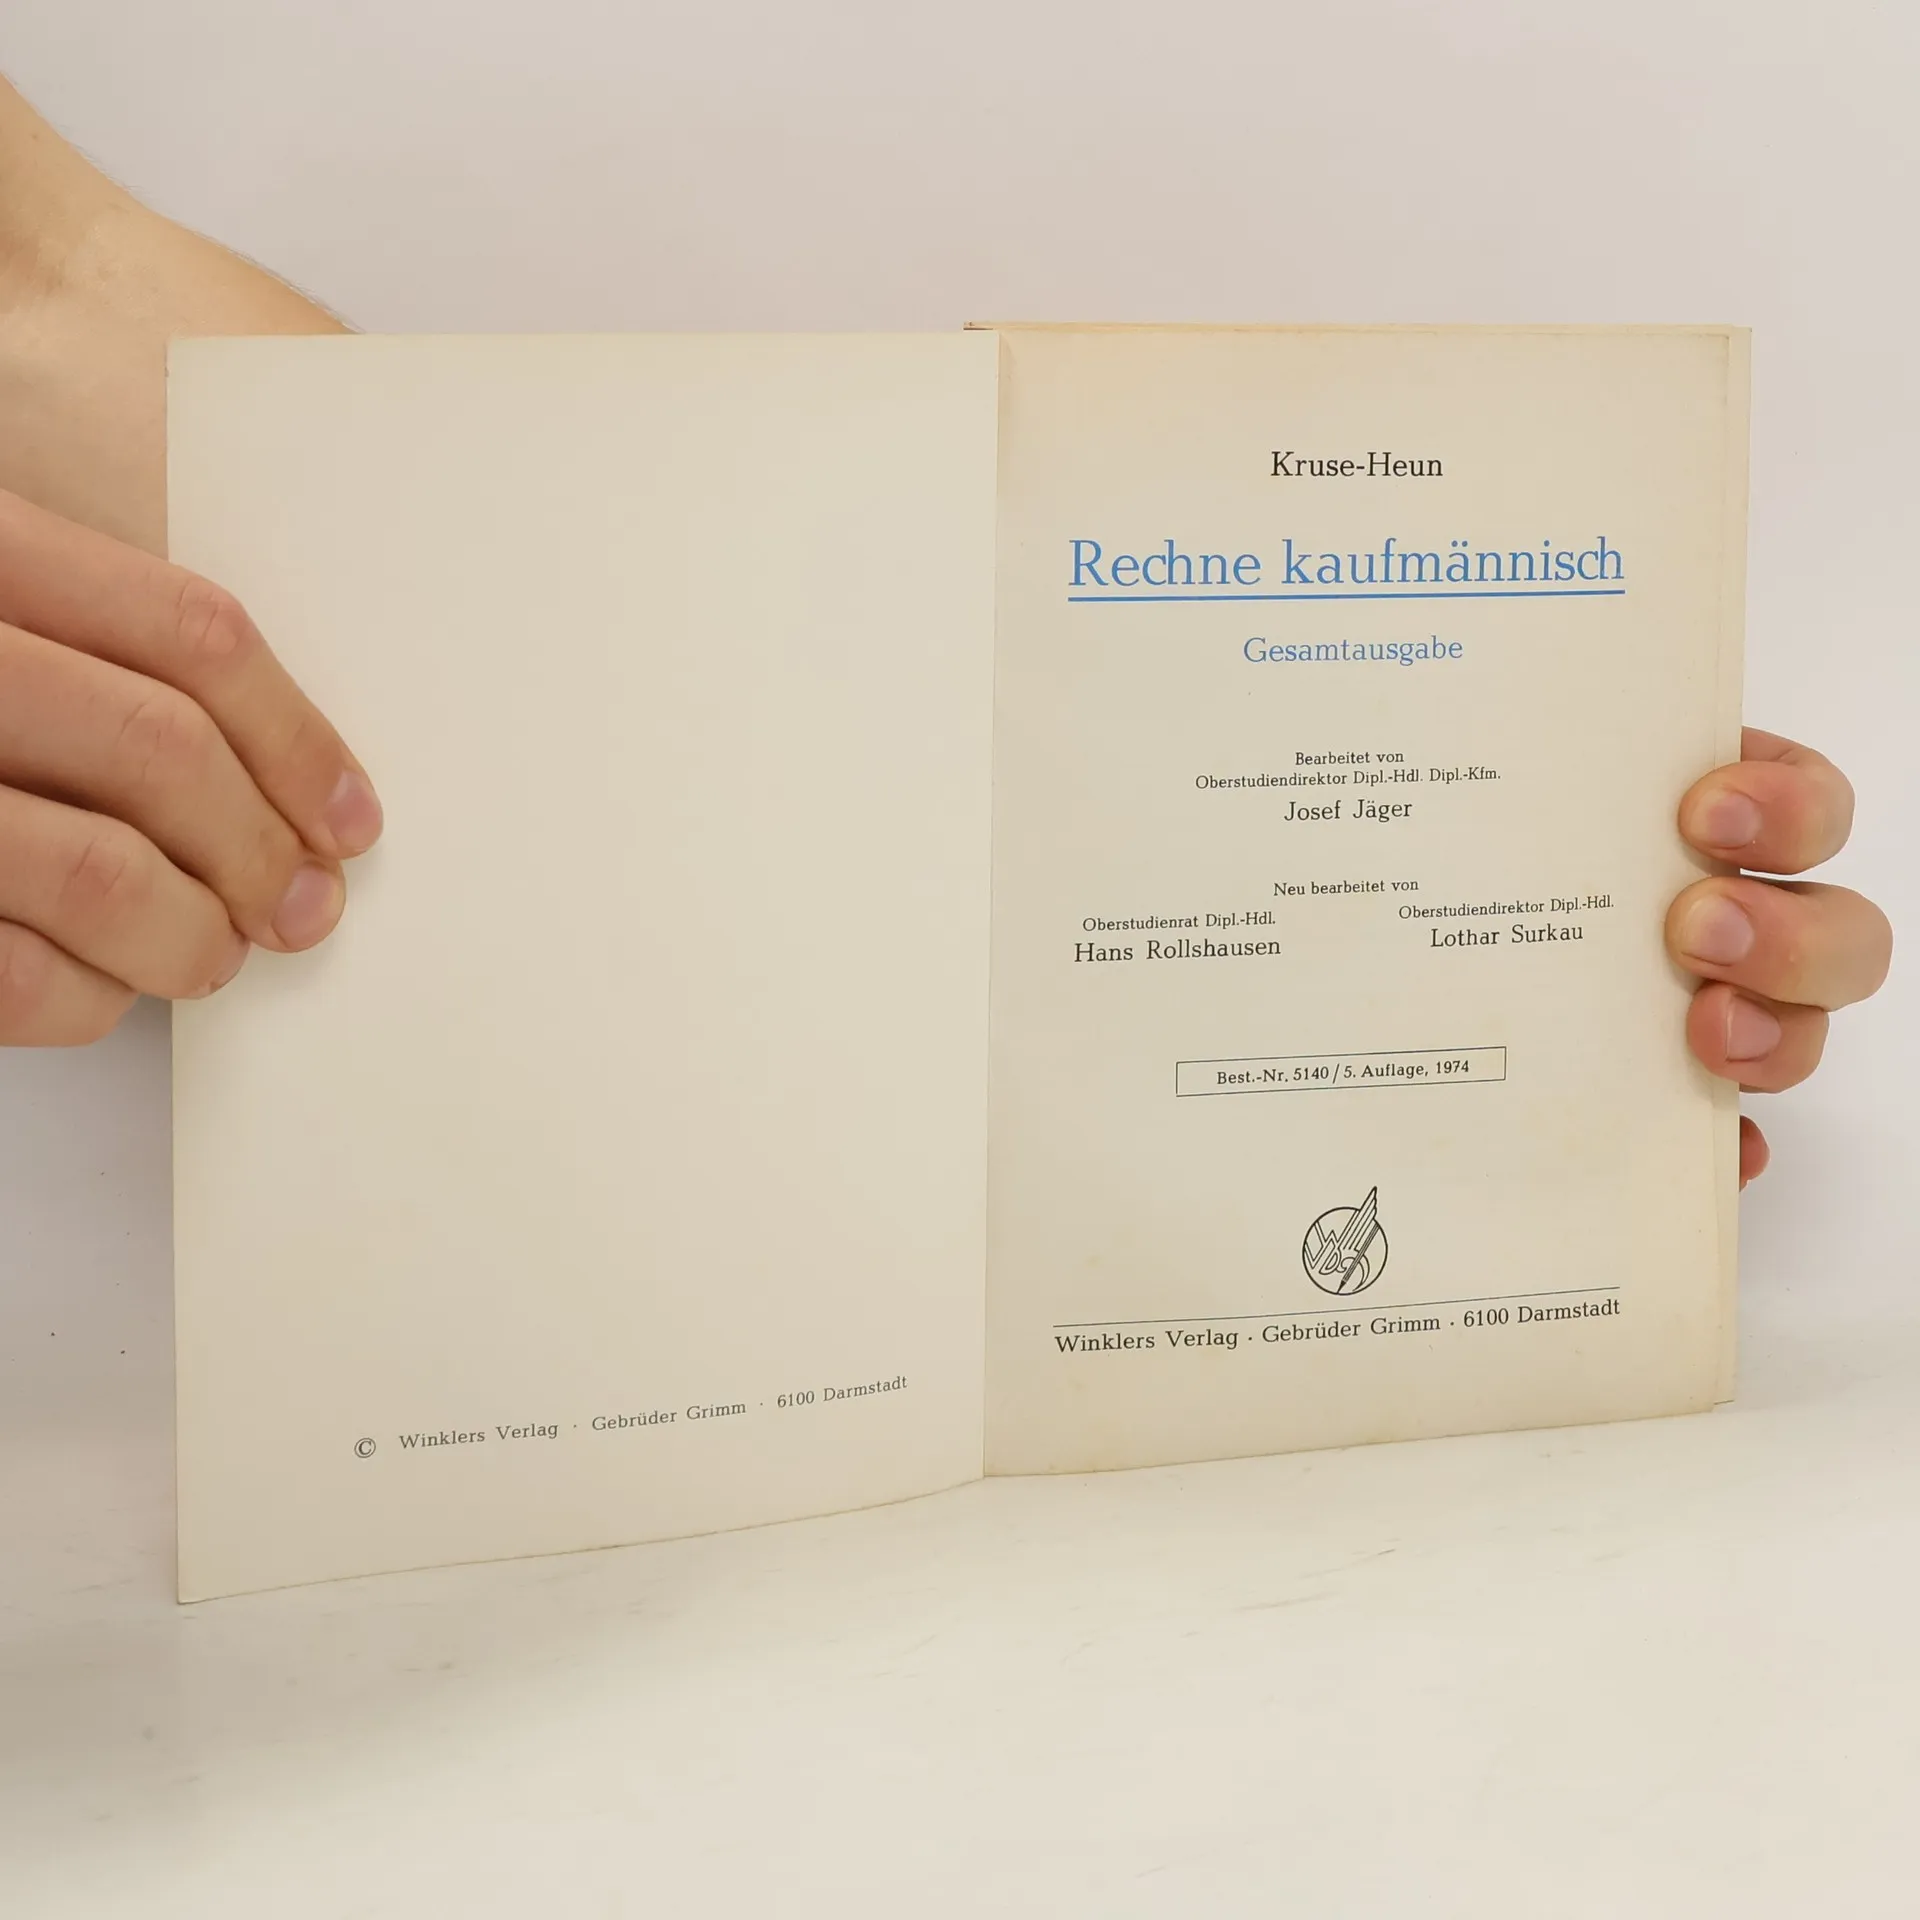 © Winklers Verlag · Gebrüder Grimm · 6100 Darmstadt
Kruse-Heun
Rechne kaufmännisch
Gesamtausgabe
Bearbeitet von
Oberstudiendirektor Dipl.-Hdl. Dipl.-Kfm.
Josef Jäger
Neu bearbeitet von
Oberstudienrat Dipl.-Hdl.
Hans Rollshausen
Oberstudiendirektor Dipl.-Hdl.
Lothar Surkau
Best.-Nr. 5140 / 5. Auflage, 1974
Winklers Verlag · Gebrüder Grimm · 6100 Darmstadt